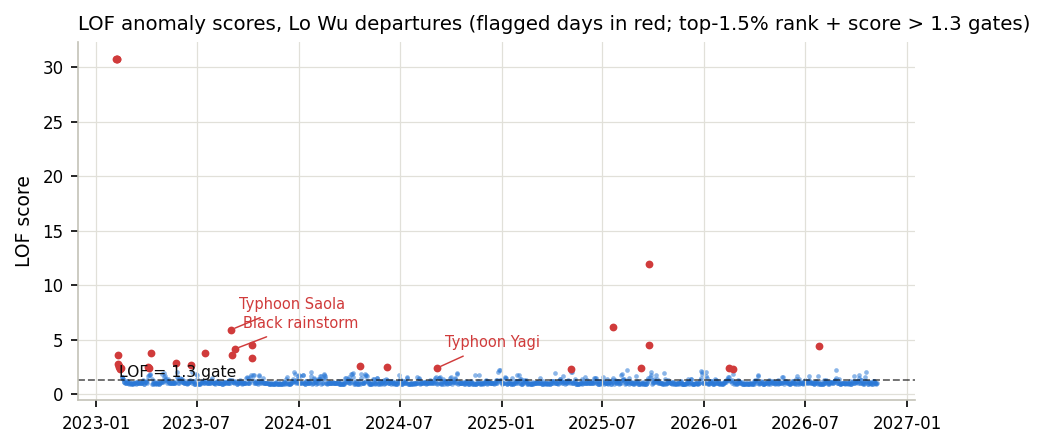 LOF anomaly scores, Lo Wu departures (flagged days in red; top-1.5% rank + score > 1.3 gates)
LOF score
30
25
20
15
10
5
0
Typhoon Saola
Black rainstorm
Typhoon Yagi
LOF = 1.3 gate
2023-01 2023-07 2024-01 2024-07 2025-01 2025-07 2026-01 2026-07 2027-01